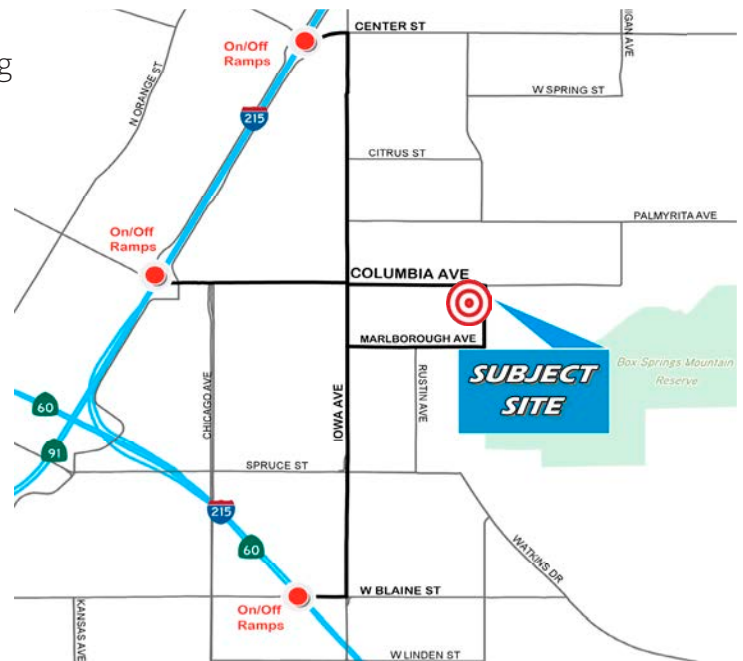 g
CENTER ST
IGAN AVE
On/Off
Ramps
N ORANGE ST
W SPRING ST
215
CITRUS ST
PALMYRITA AVE
On/Off
Ramps
COLUMBIA AVE
MARLBOROUGH AVE
SUBJECT
SITE
Box Springs Mountain
Reserve
CHICAGO AVE
IOWA AVE
RUSTIN AVE
60
91
SPRUCE ST
215
60
WATKINS DR
W BLAINE ST
On/Off
Ramps
KANSAS AVE
W LINDEN ST